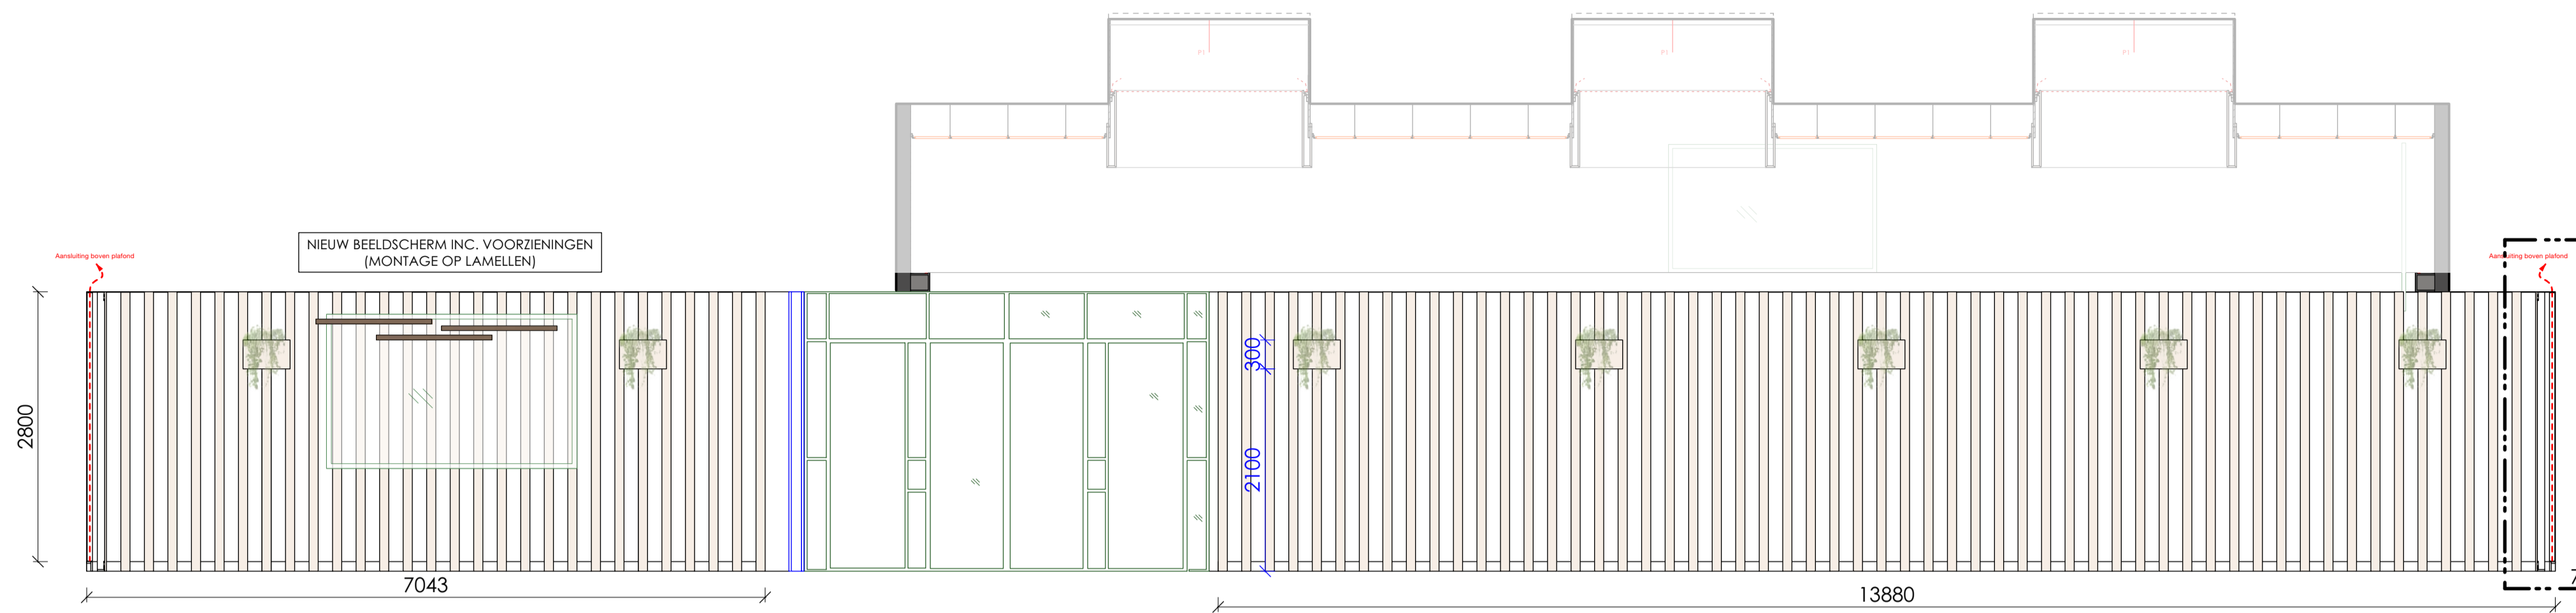 NIEUW BEELDSCHERM INC. VOORZIENINGEN
(MONTAGE OP LAMELLEN)
Aansluiting boven plafond
Aansluiting boven plafond
2800
300
2100
7043
13880